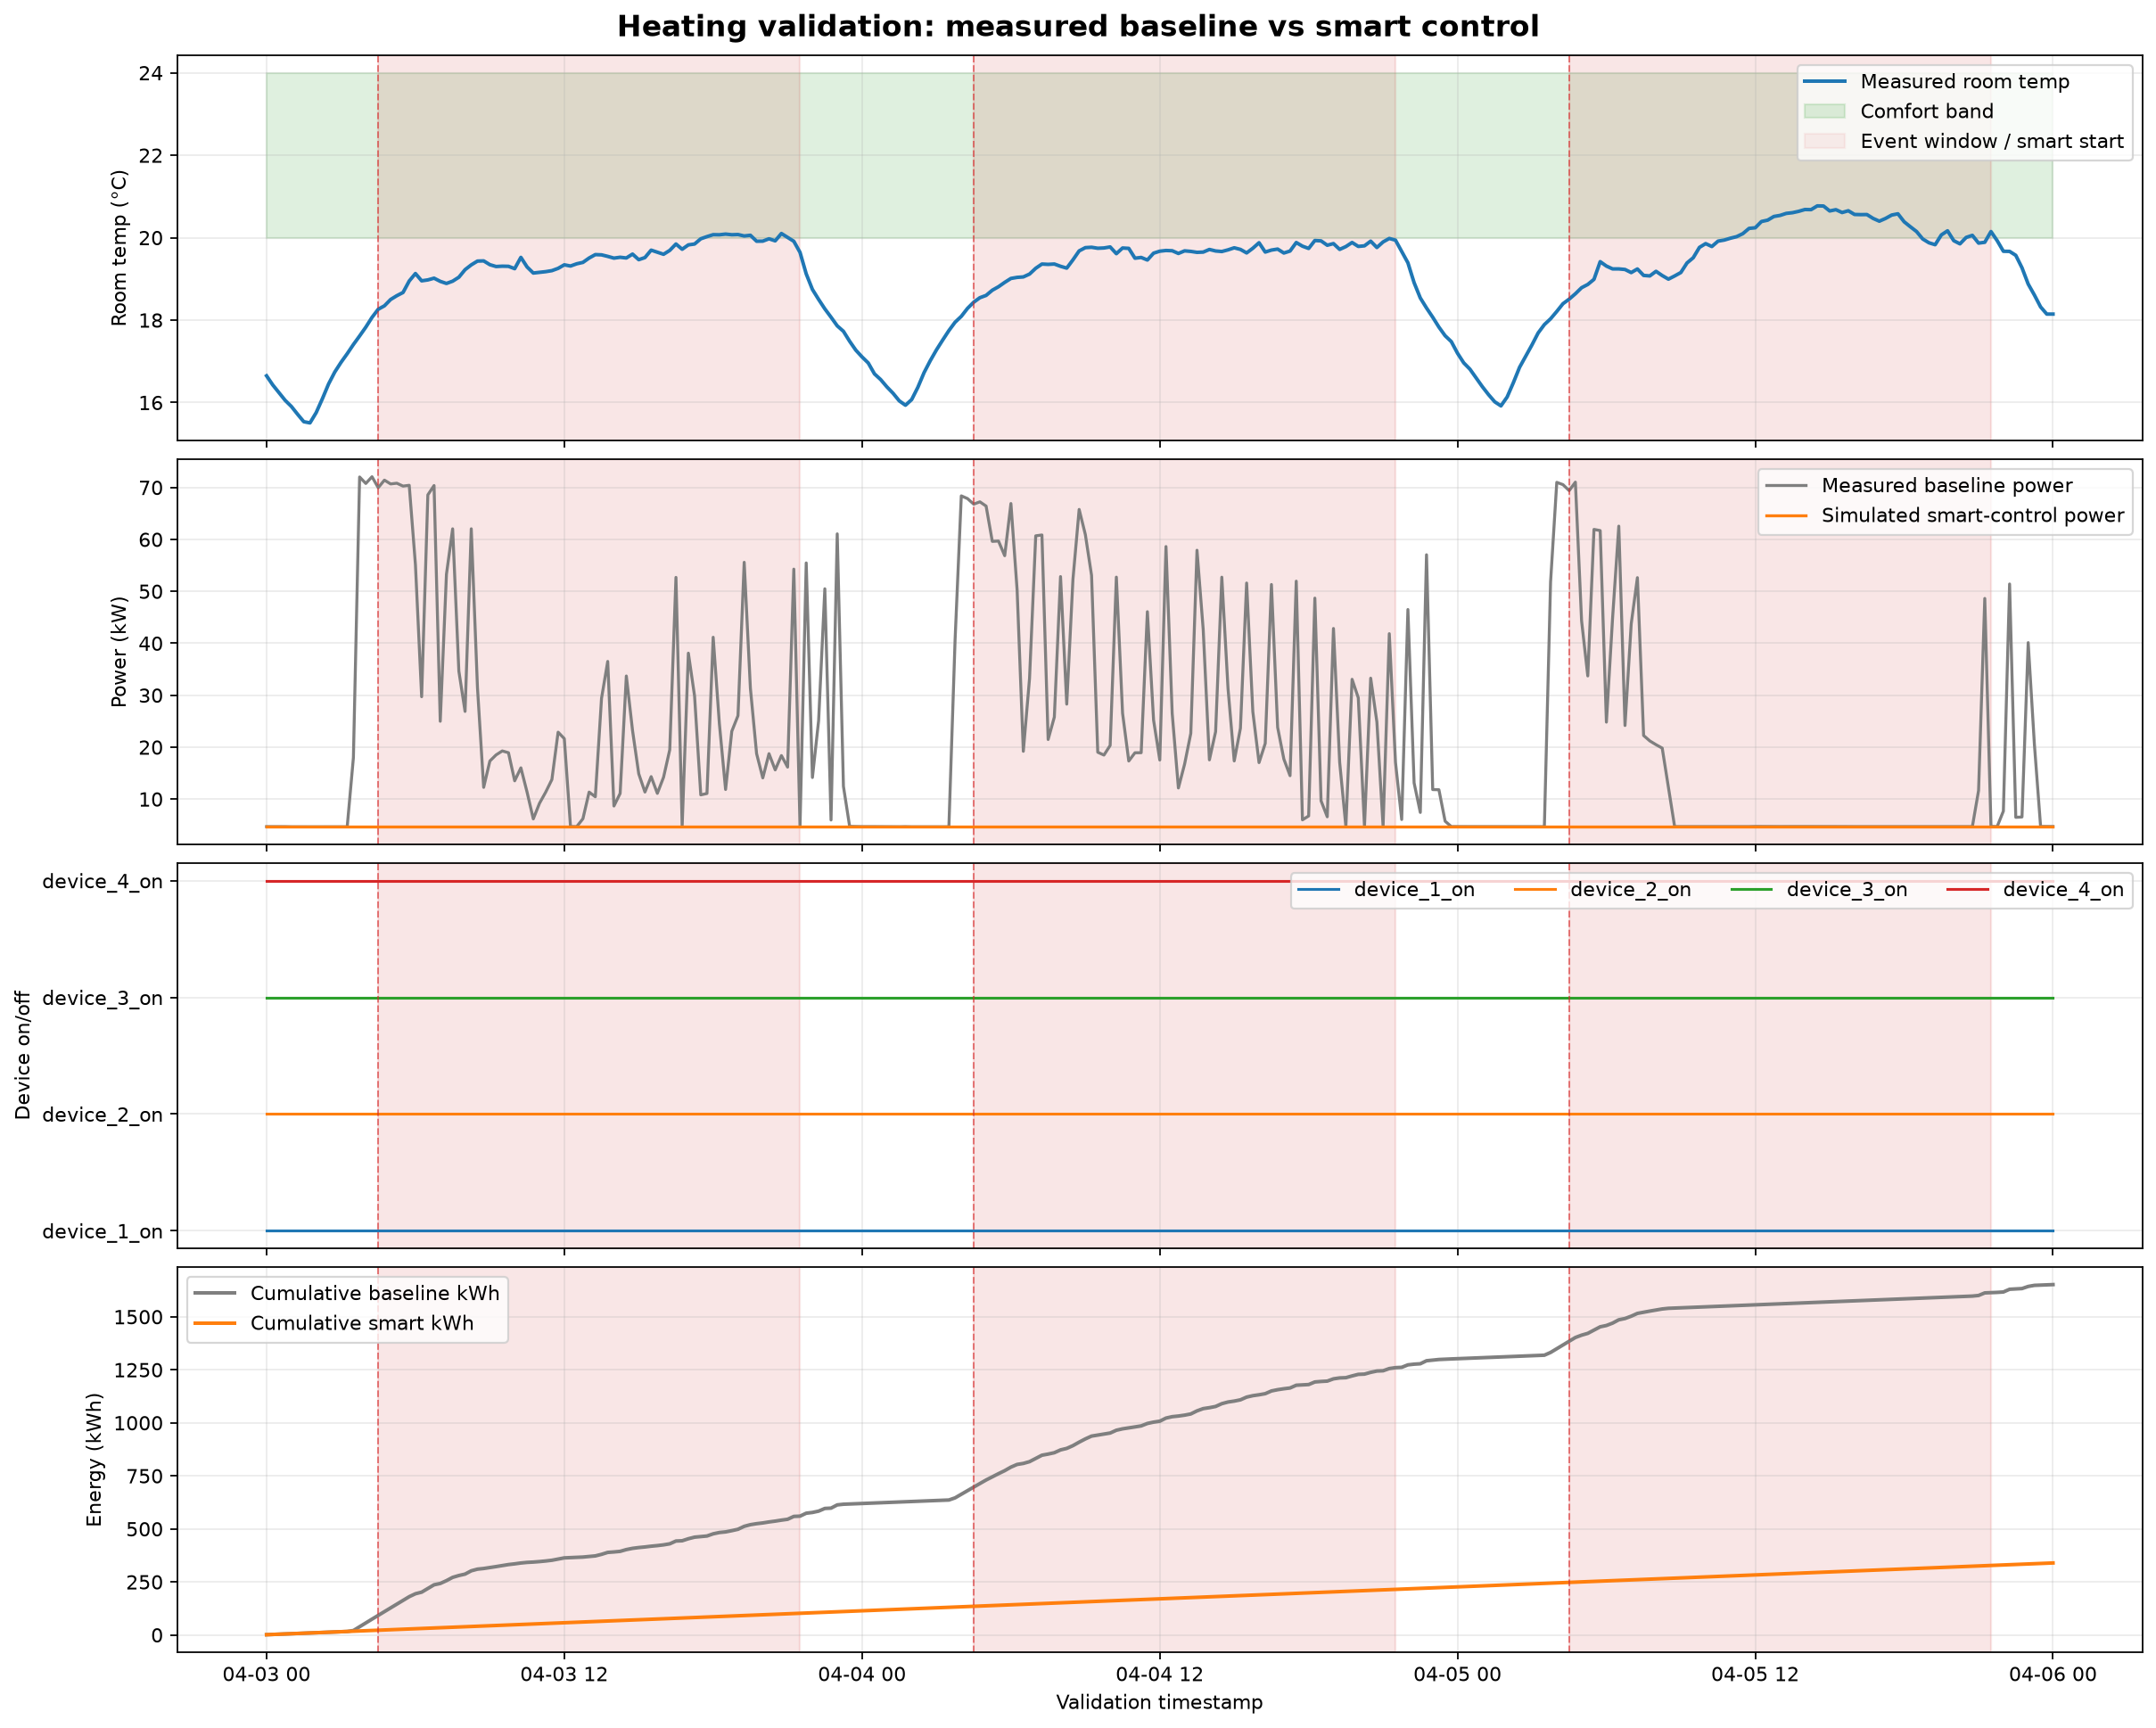 Heating validation: measured baseline vs smart control
Room temp (°C)
24
22
20
18
16
Measured room temp
Comfort band
Event window / smart start
Power (kW)
70
60
50
40
30
20
10
Measured baseline power
Simulated smart-control power
Device on/off
device_4_on
device_3_on
device_2_on
device_1_on
device_1_on device_2_on device_3_on device_4_on
Energy (kWh)
1500
1250
1000
750
500
250
0
Cumulative baseline kWh
Cumulative smart kWh
04-03 00 04-03 12 04-04 00 04-04 12 04-05 00 04-05 12 04-06 00
Validation timestamp